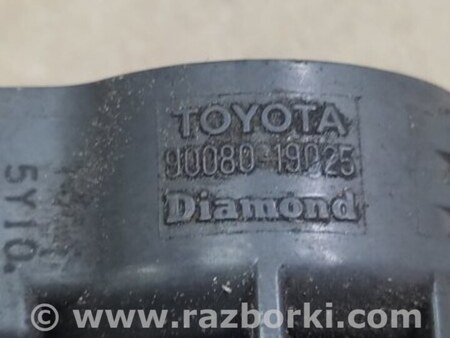 TOYOTA
90080-19025
Diamond
5Y10.
© www.razborki.com